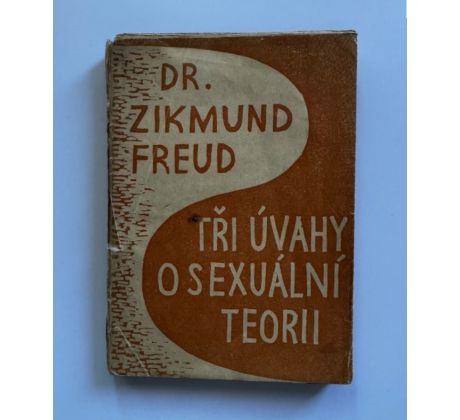 DR.
ZIKMUND
FREUD
TŘI ÚVAHY
O SEXUÁLNÍ
TEORII